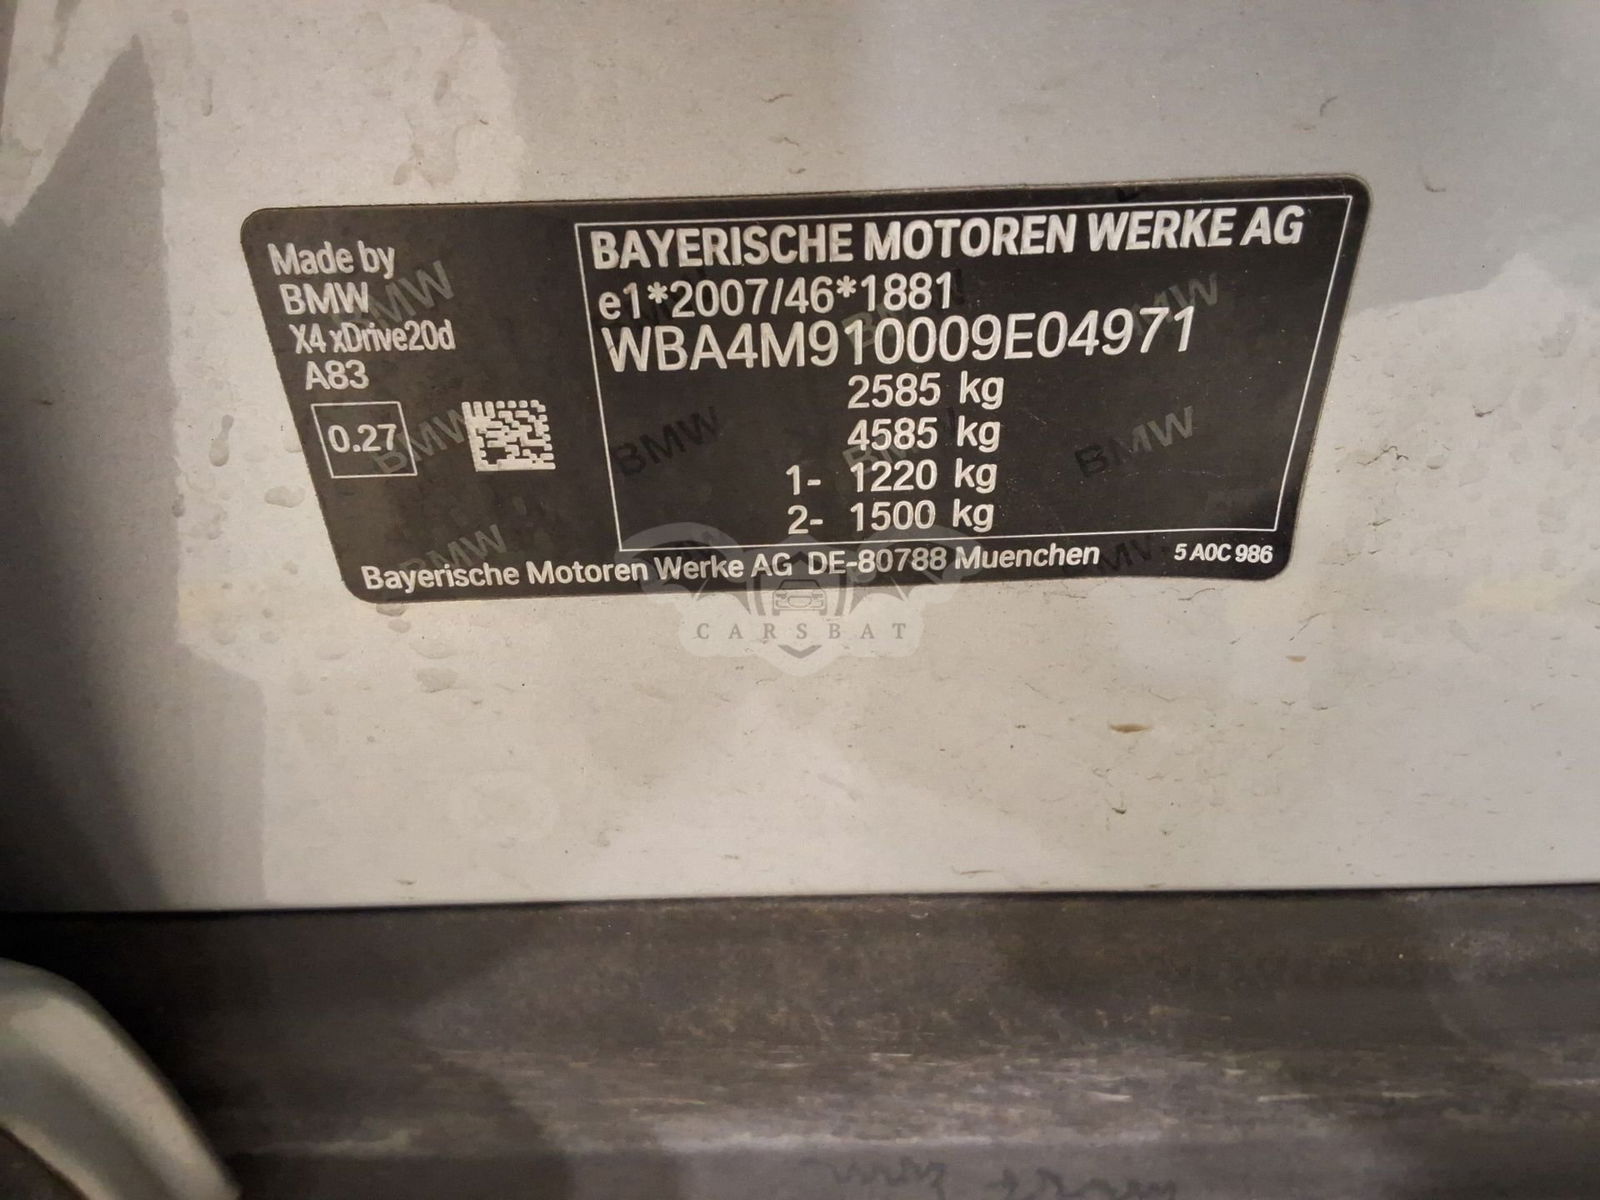 Made by
BMW
X4 xDrive20d
A83
0.27
BAYERISCHE MOTOREN WERKE AG
e1*2007/46*1881
WBA4M910009E04971
2585 kg
4585 kg
1- 1220 kg
2- 1500 kg
Bayerische Motoren Werke AG DE-80788 Muenchen
5 A0C 986
CARSBAT